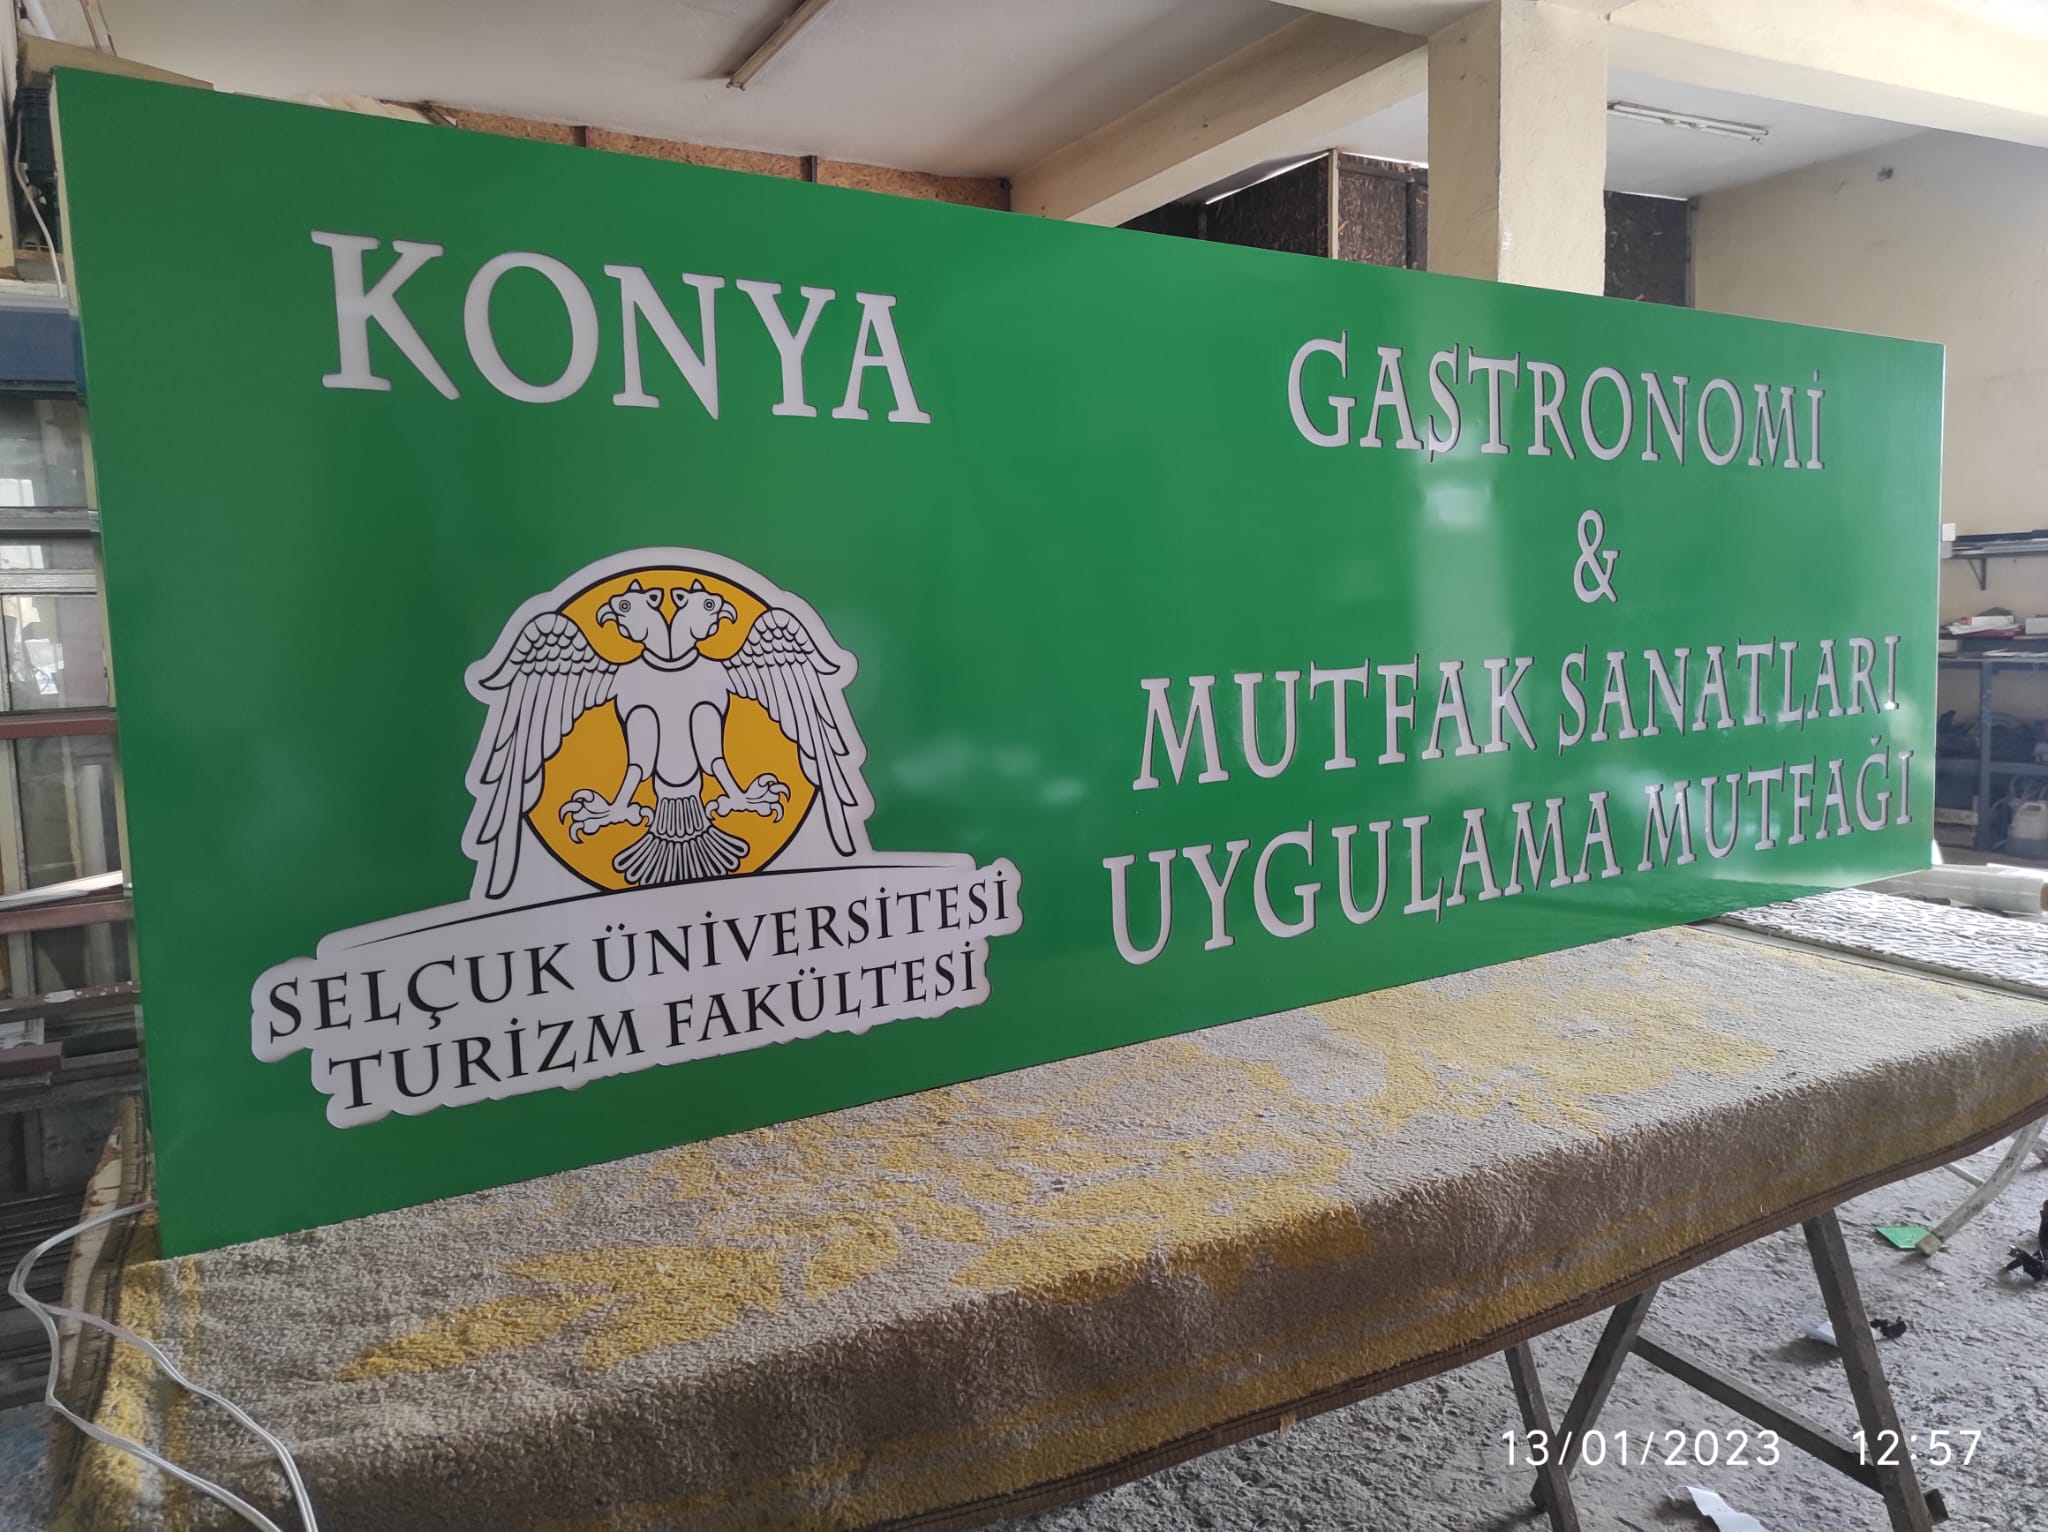 KONYA
SELÇUK ÜNİVERSİTESİ
TURİZM FAKÜLTESİ
GASTRONOMİ
&
MUTFAK SANATLARI
UYGULAMA MUTFAĞI
13/01/2023 12:57